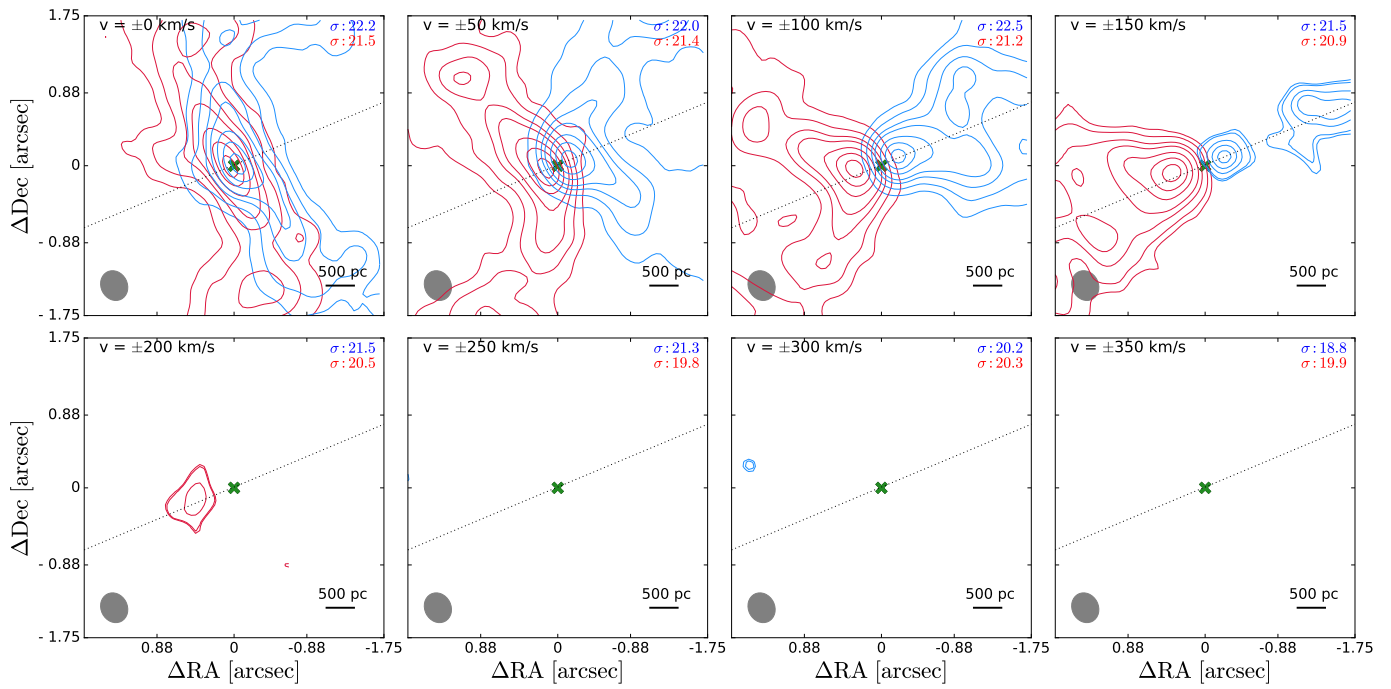 v = ±0 km/s
σ : 22.2
σ : 21.5
v = ±50 km/s
σ : 22.0
σ : 21.4
v = ±100 km/s
σ : 22.5
σ : 21.2
v = ±150 km/s
σ : 21.5
σ : 20.9
1.75
0.88
0
- 0.88
- 1.75
ΔDec [arcsec]
500 pc
500 pc
500 pc
500 pc
v = ±200 km/s
σ : 21.5
σ : 20.5
v = ±250 km/s
σ : 21.3
σ : 19.8
v = ±300 km/s
σ : 20.2
σ : 20.3
v = ±350 km/s
σ : 18.8
σ : 19.9
1.75
0.88
0
- 0.88
- 1.75
ΔDec [arcsec]
500 pc
500 pc
500 pc
500 pc
0.88 0 -0.88 -1.75
0.88 0 -0.88 -1.75
0.88 0 -0.88 -1.75
0.88 0 -0.88 -1.75
ΔRA [arcsec]
ΔRA [arcsec]
ΔRA [arcsec]
ΔRA [arcsec]